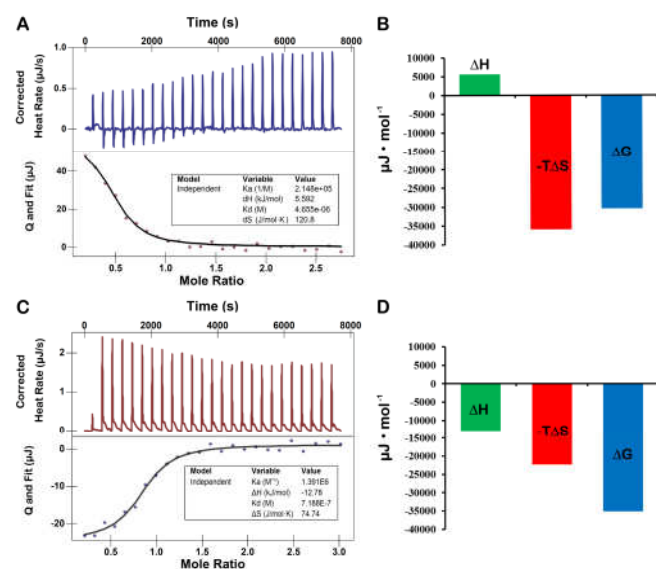 A
Time (s)
0 2000 4000 6000 8000
Corrected
Heat Rate (µJ/s)
1.0
0.5
0
Q and Fit (µJ)
40
20
0
Model Variable Value
Independent Ka (1/M) 2.148e+05
dH (kJ/mol) 5.592
Kd (M) 4.655e-06
dS (J/mol·K) 120.8
0.5 1.0 1.5 2.0 2.5
Mole Ratio
B
µJ • mol⁻¹
10000
5000
0
-5000
-10000
-15000
-20000
-25000
-30000
-35000
-40000
ΔH
-TΔS
ΔG
C
Time (s)
0 2000 4000 6000 8000
Corrected
Heat Rate (µJ/s)
2
1
0
Q and Fit (µJ)
0
-10
-20
Model Variable Value
Independent Ka (M⁻¹) 1.391E6
ΔH (kJ/mol) -12.78
Kd (M) 7.188E-7
ΔS (J/mol·K) 74.74
0.5 1.0 1.5 2.0 2.5 3.0
Mole Ratio
D
µJ • mol⁻¹
10000
5000
0
-5000
-10000
-15000
-20000
-25000
-30000
-35000
-40000
ΔH
-TΔS
ΔG